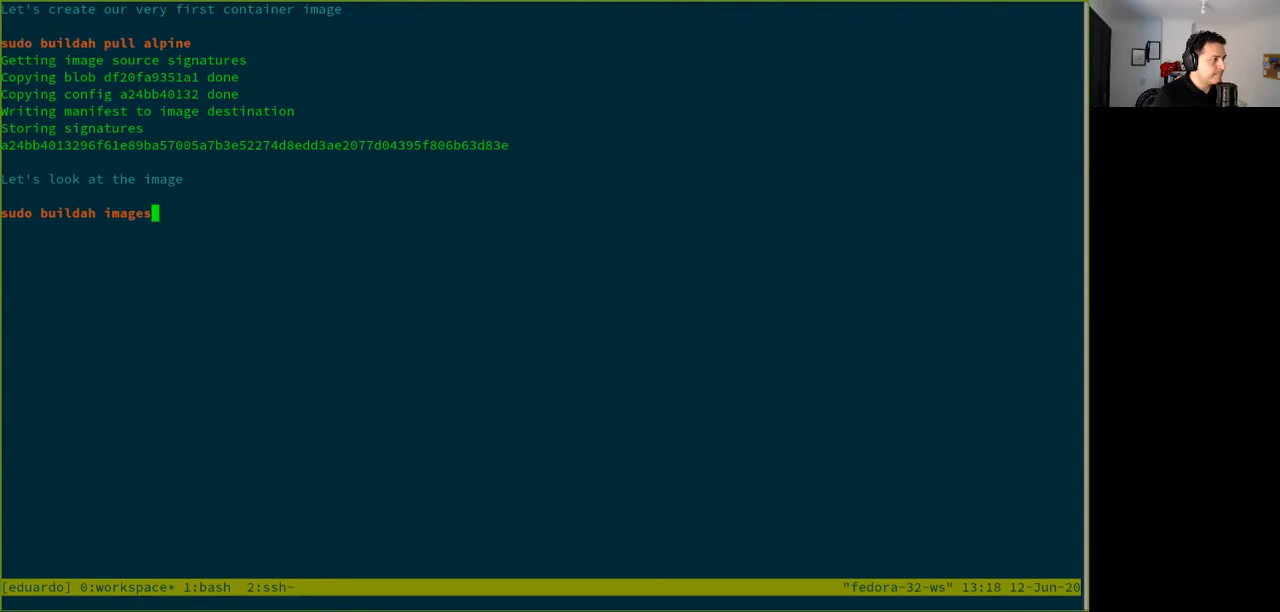 Let's create our very first container image
sudo buildah pull alpine
Getting image source signatures
Copying blob df20fa9351a1 done
Copying config a24bb40132 done
Writing manifest to image destination
Storing signatures
a24bb4013296f61e89ba57005a7b3e52274d8edd3ae2077d04395f806b63d83e
Let's look at the image
sudo buildah images
[eduardo] 0:workspace* 1:bash 2:ssh- "fedora-32-ws" 13:18 12-Jun-20